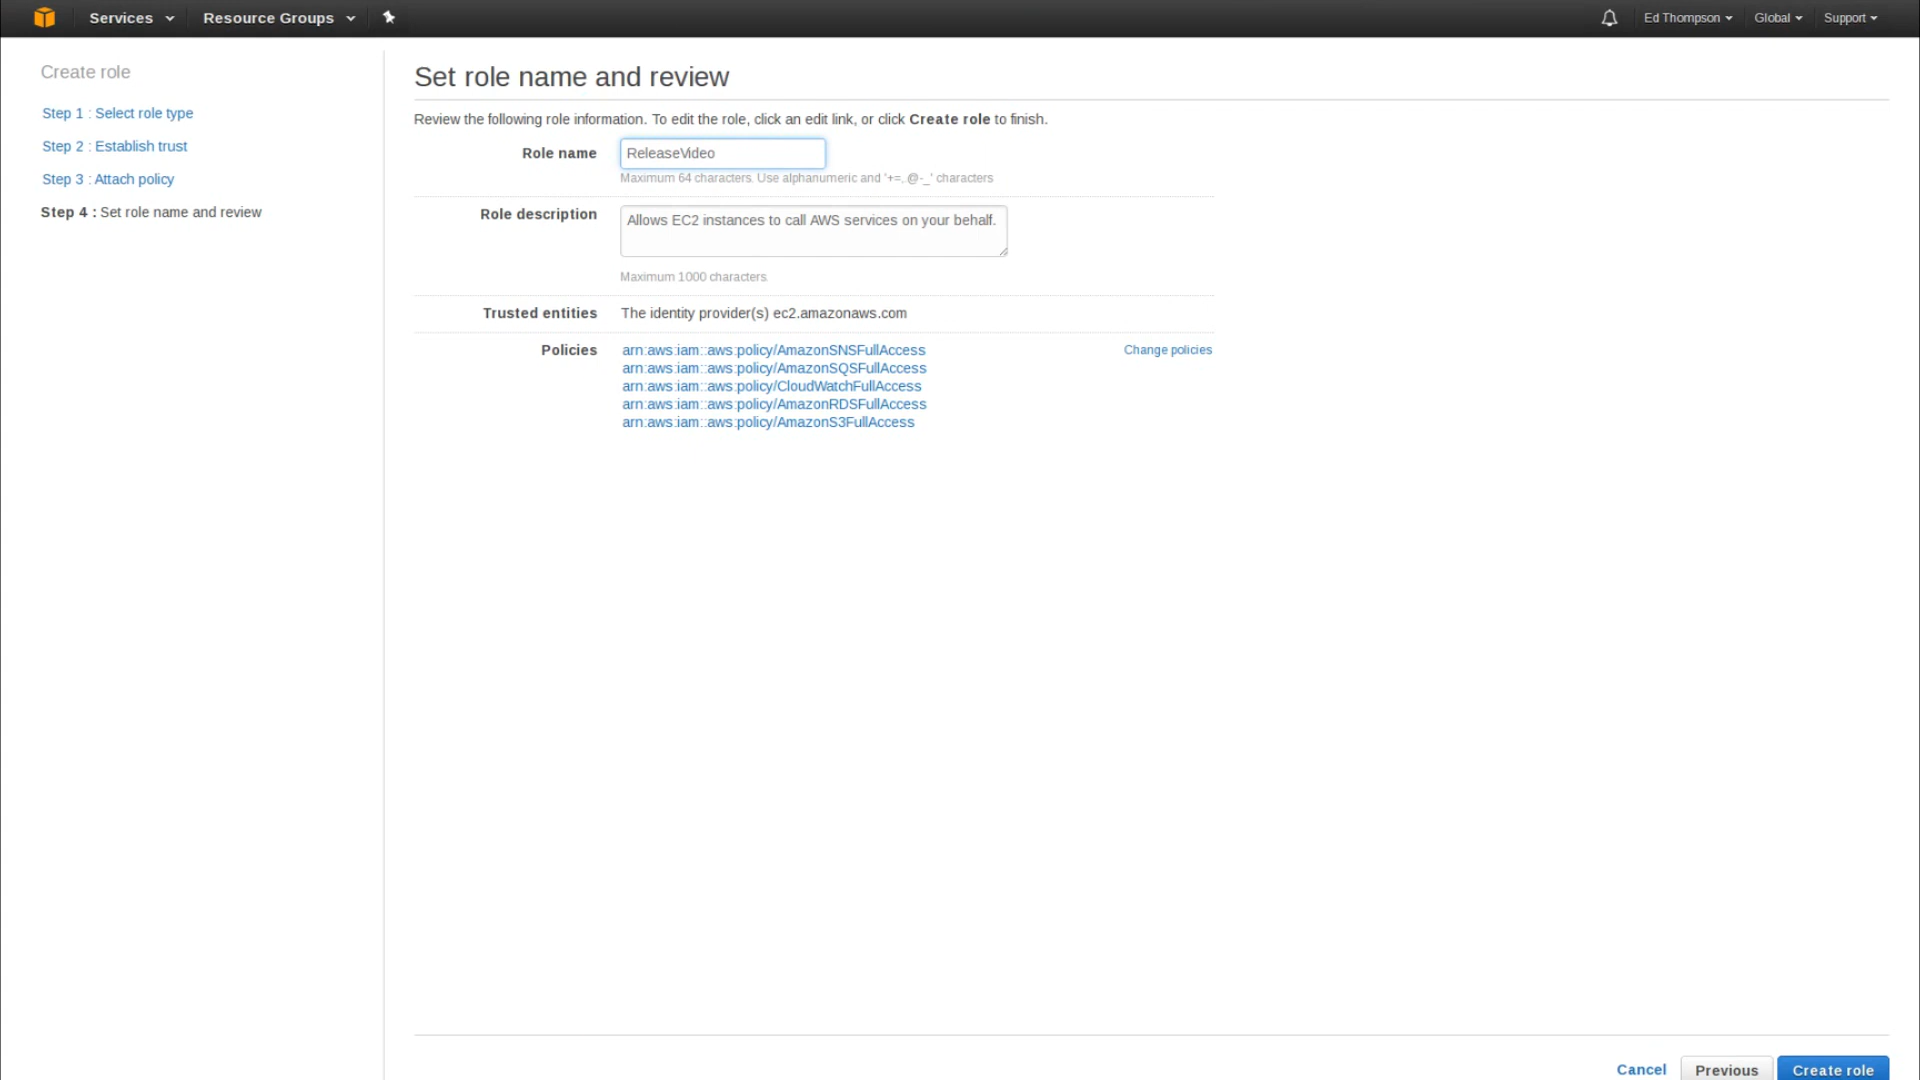 Services Resource Groups Ed Thompson Global Support
Create role
Step 1 : Select role type
Step 2 : Establish trust
Step 3 : Attach policy
Step 4 : Set role name and review
Set role name and review
Review the following role information. To edit the role, click an edit link, or click Create role to finish.
Role name ReleaseVideo
Maximum 64 characters. Use alphanumeric and '+=,.@-_' characters
Role description Allows EC2 instances to call AWS services on your behalf.
Maximum 1000 characters.
Trusted entities The identity provider(s) ec2.amazonaws.com
Policies arn:aws:iam::aws:policy/AmazonSNSFullAccess Change policies
arn:aws:iam::aws:policy/AmazonSQSFullAccess
arn:aws:iam::aws:policy/CloudWatchFullAccess
arn:aws:iam::aws:policy/AmazonRDSFullAccess
arn:aws:iam::aws:policy/AmazonS3FullAccess
Cancel Previous Create role